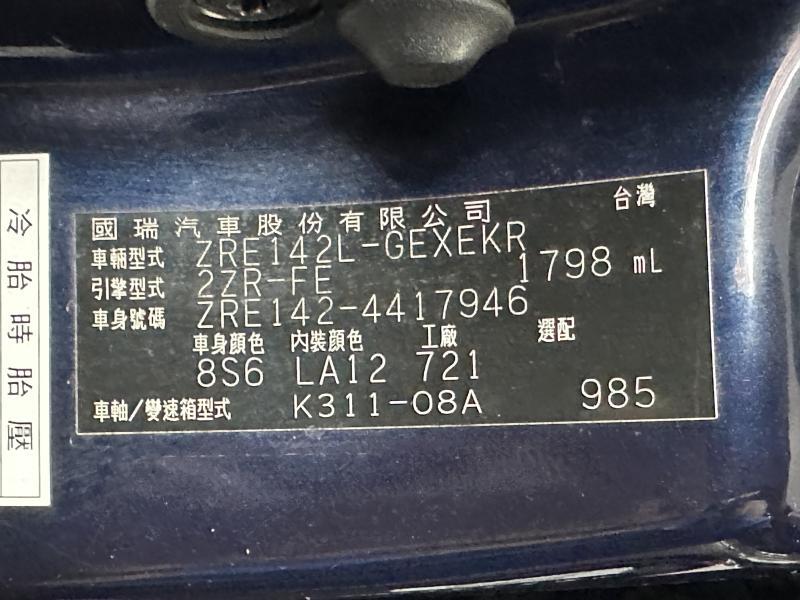 國瑞汽車股份有限公司 台灣
車輛型式 ZRE142L-GEXEKR
引擎型式 2ZR-FE 1798 mL
車身號碼 ZRE142-4417946
車身顏色 內裝顏色 工廠 選配
8S6 LA12 721
車軸/變速箱型式 K311-08A 985
冷胎時胎壓